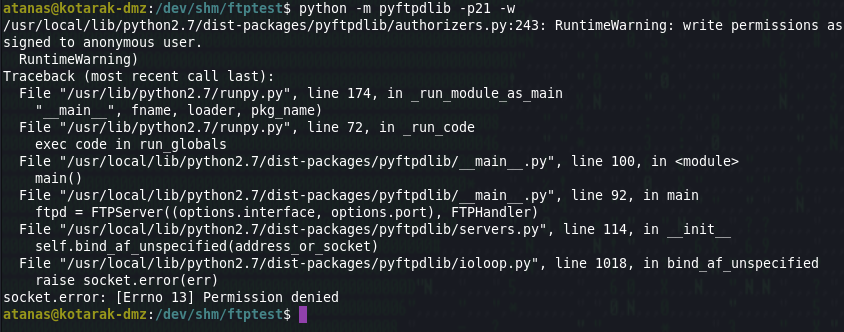 atanas@kotarak-dmz:/dev/shm/ftptest$ python -m pyftpdlib -p21 -w
/usr/local/lib/python2.7/dist-packages/pyftpdlib/authorizers.py:243: RuntimeWarning: write permissions as
signed to anonymous user.
  RuntimeWarning)
Traceback (most recent call last):
  File "/usr/lib/python2.7/runpy.py", line 174, in _run_module_as_main
    "__main__", fname, loader, pkg_name)
  File "/usr/lib/python2.7/runpy.py", line 72, in _run_code
    exec code in run_globals
  File "/usr/local/lib/python2.7/dist-packages/pyftpdlib/__main__.py", line 100, in <module>
    main()
  File "/usr/local/lib/python2.7/dist-packages/pyftpdlib/__main__.py", line 92, in main
    ftpd = FTPServer((options.interface, options.port), FTPHandler)
  File "/usr/local/lib/python2.7/dist-packages/pyftpdlib/servers.py", line 114, in __init__
    self.bind_af_unspecified(address_or_socket)
  File "/usr/local/lib/python2.7/dist-packages/pyftpdlib/ioloop.py", line 1018, in bind_af_unspecified
    raise socket.error(err)
socket.error: [Errno 13] Permission denied
atanas@kotarak-dmz:/dev/shm/ftptest$